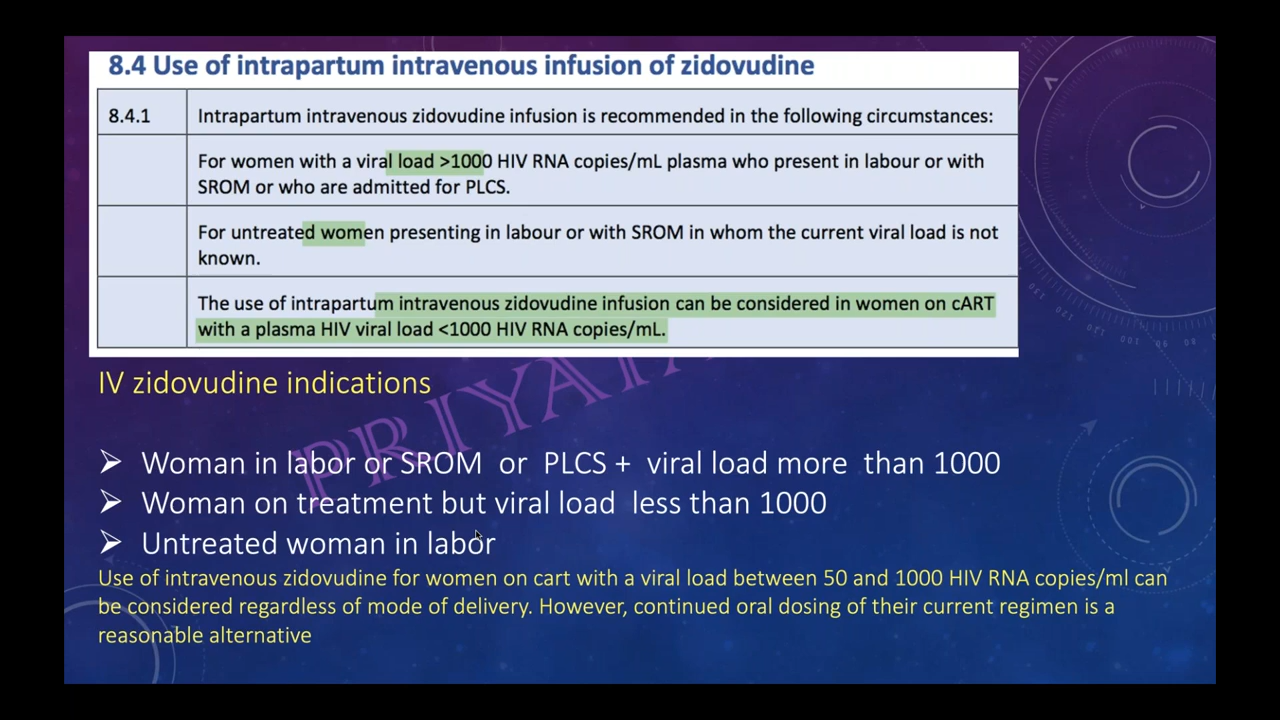 8.4 Use of intrapartum intravenous infusion of zidovudine
8.4.1 Intrapartum intravenous zidovudine infusion is recommended in the following circumstances:
For women with a viral load >1000 HIV RNA copies/mL plasma who present in labour or with
SROM or who are admitted for PLCS.
For untreated women presenting in labour or with SROM in whom the current viral load is not
known.
The use of intrapartum intravenous zidovudine infusion can be considered in women on cART
with a plasma HIV viral load <1000 HIV RNA copies/mL.
IV zidovudine indications
➢ Woman in labor or SROM or PLCS + viral load more than 1000
➢ Woman on treatment but viral load less than 1000
➢ Untreated woman in labor
Use of intravenous zidovudine for women on cart with a viral load between 50 and 1000 HIV RNA copies/ml can
be considered regardless of mode of delivery. However, continued oral dosing of their current regimen is a
reasonable alternative